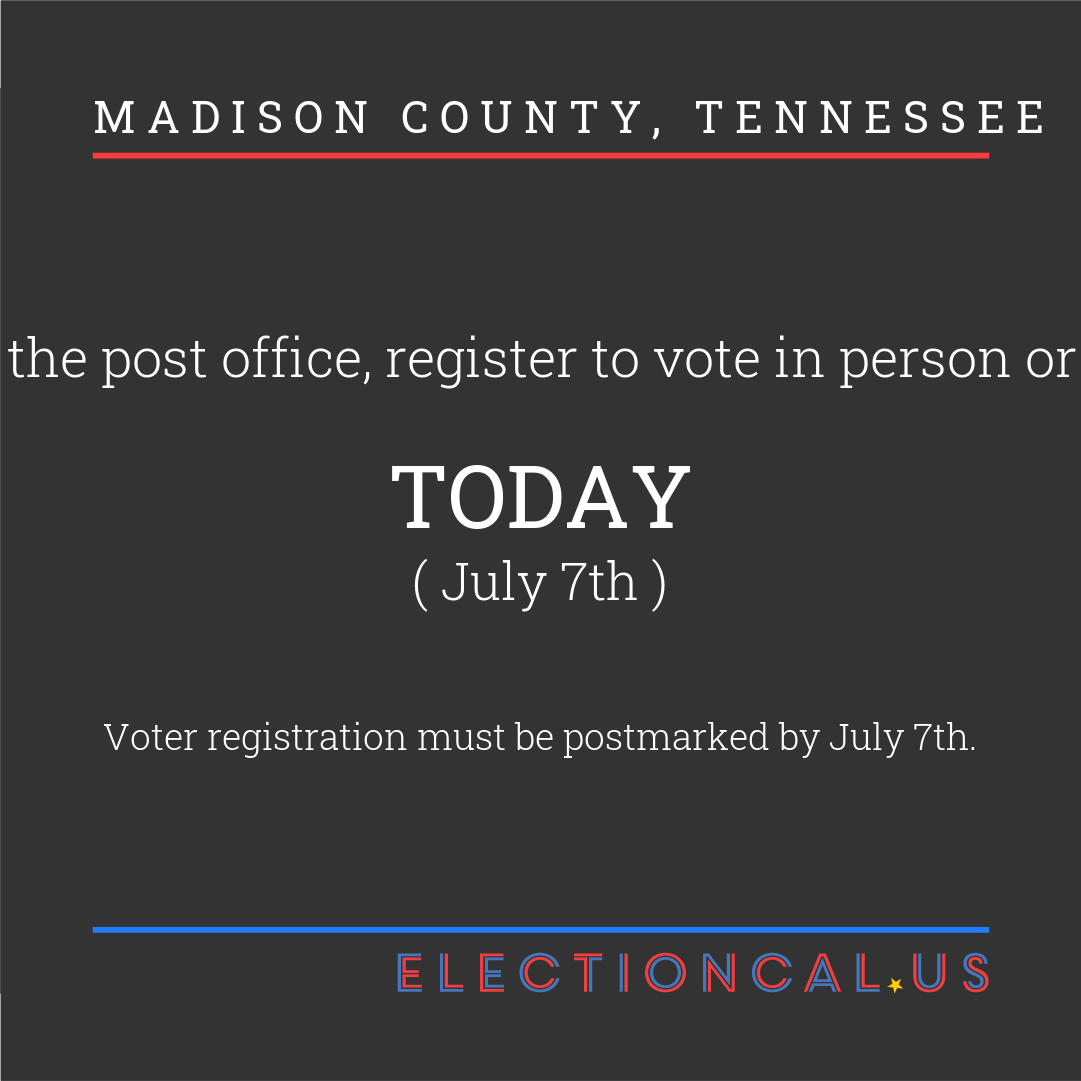 MADISON COUNTY, TENNESSEE
the post office, register to vote in person or
TODAY
( July 7th )
Voter registration must be postmarked by July 7th.
ELECTIONCAL.US